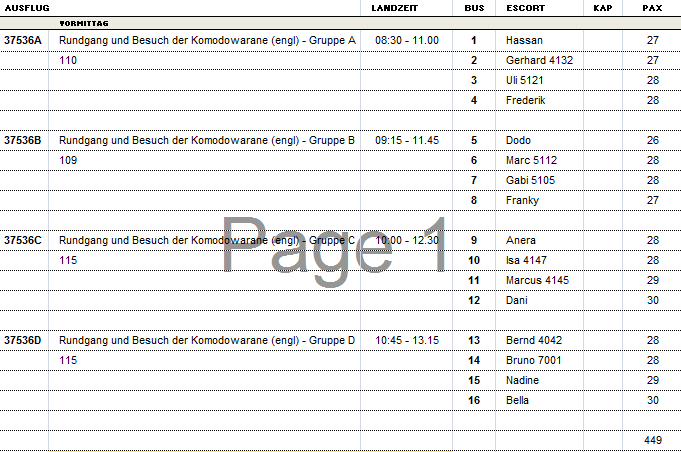 AUSFLUG LANDZEIT BUS ESCORT KAP PAX
VORMITTAG
37536A Rundgang und Besuch der Komodowarane (engl) - Gruppe A 08:30 - 11.00 1 Hassan 27
110 2 Gerhard 4132 27
3 Uli 5121 28
4 Frederik 28
37536B Rundgang und Besuch der Komodowarane (engl) - Gruppe B 09:15 - 11.45 5 Dodo 26
109 6 Marc 5112 28
7 Gabi 5105 28
8 Franky 27
37536C Rundgang und Besuch der Komodowarane (engl) - Gruppe C 10:00 - 12.30 9 Anera 28
115 10 Isa 4147 28
11 Marcus 4145 29
12 Dani 30
Page 1
37536D Rundgang und Besuch der Komodowarane (engl) - Gruppe D 10:45 - 13.15 13 Bernd 4042 28
115 14 Bruno 7001 28
15 Nadine 29
16 Bella 30
449